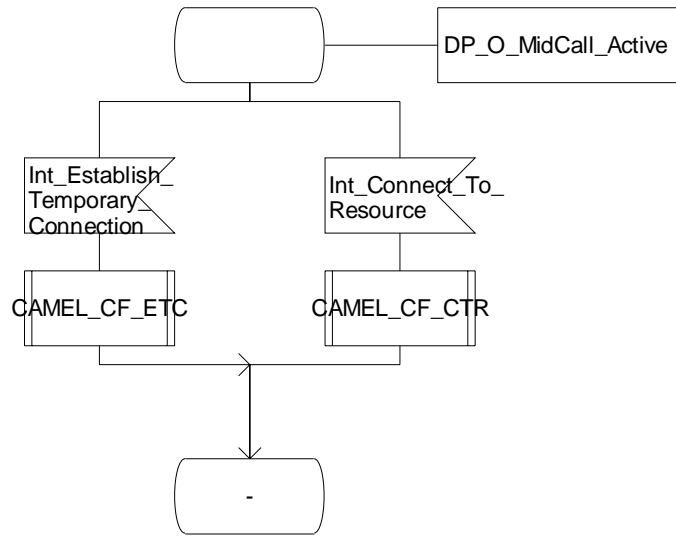 DP_O_MidCall_Active
Int_Establish_
Temporary_
Connection
Int_Connect_To_
Resource
CAMEL_CF_ETC
CAMEL_CF_CTR
-